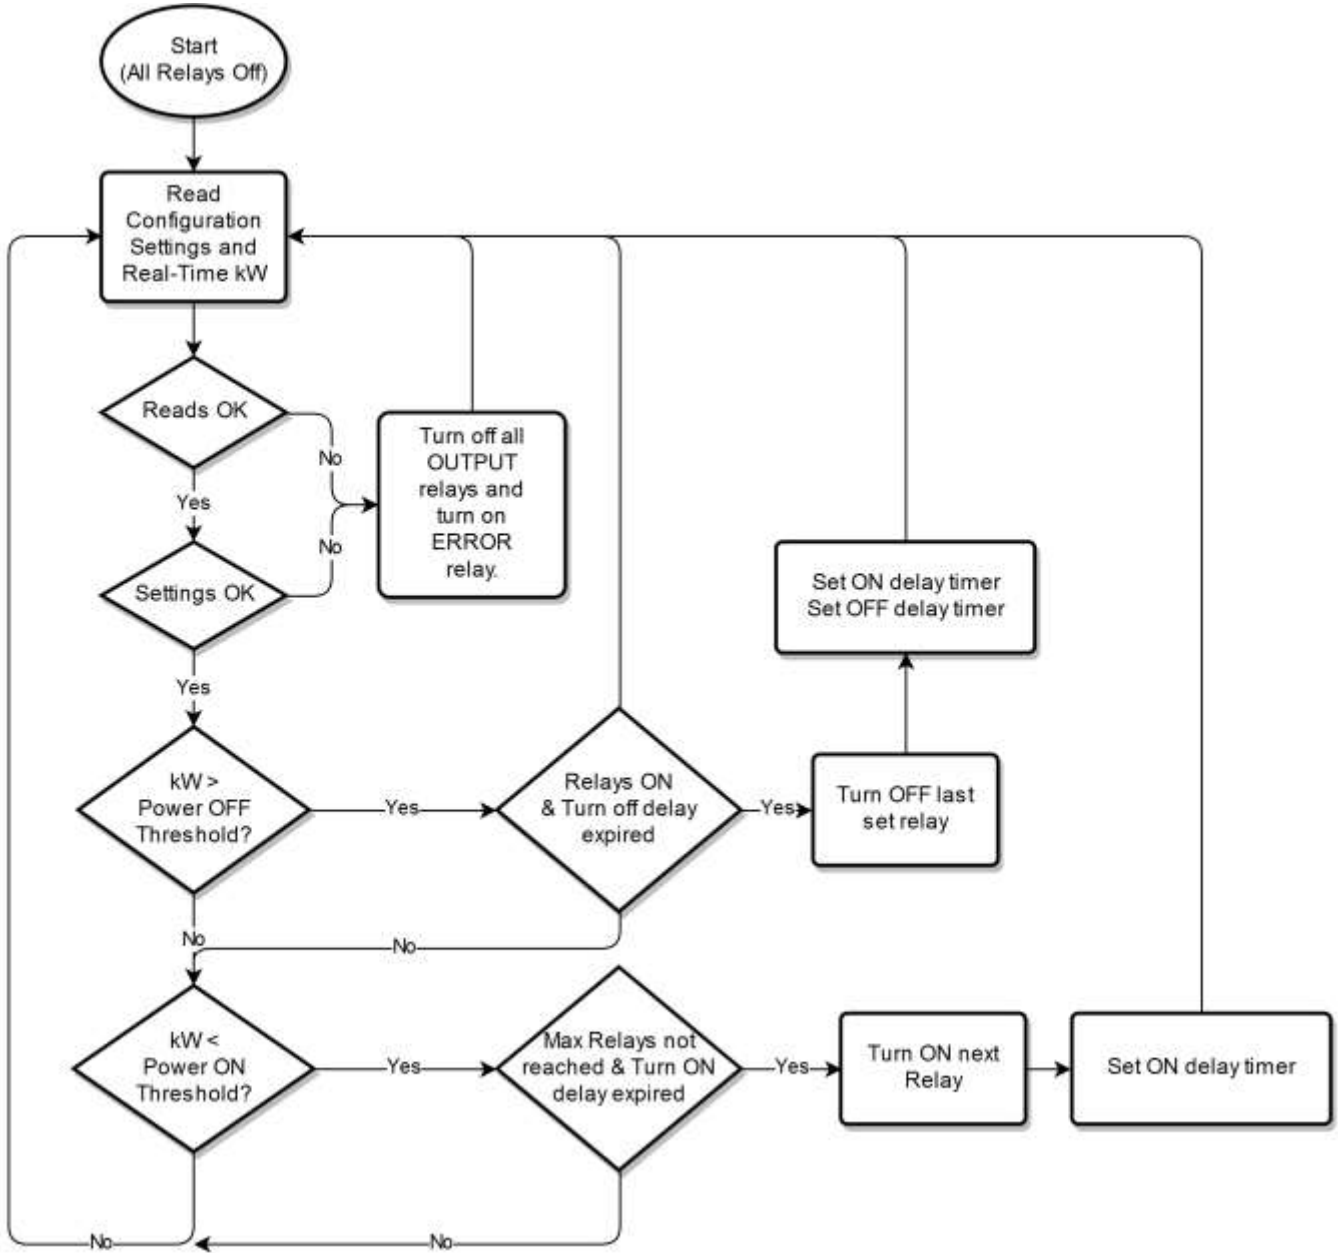 Start
(All Relays Off)
Read
Configuration
Settings and
Real-Time kW
Reads OK
No
Yes
Turn off all
OUTPUT
relays and
turn on
ERROR
relay.
No
Settings OK
Yes
Set ON delay timer
Set OFF delay timer
kW >
Power OFF
Threshold?
Yes
Relays ON
& Turn off delay
expired
Yes
Turn OFF last
set relay
No
No
kW <
Power ON
Threshold?
Yes
Max Relays not
reached & Turn ON
delay expired
Yes
Turn ON next
Relay
Set ON delay timer
No
No